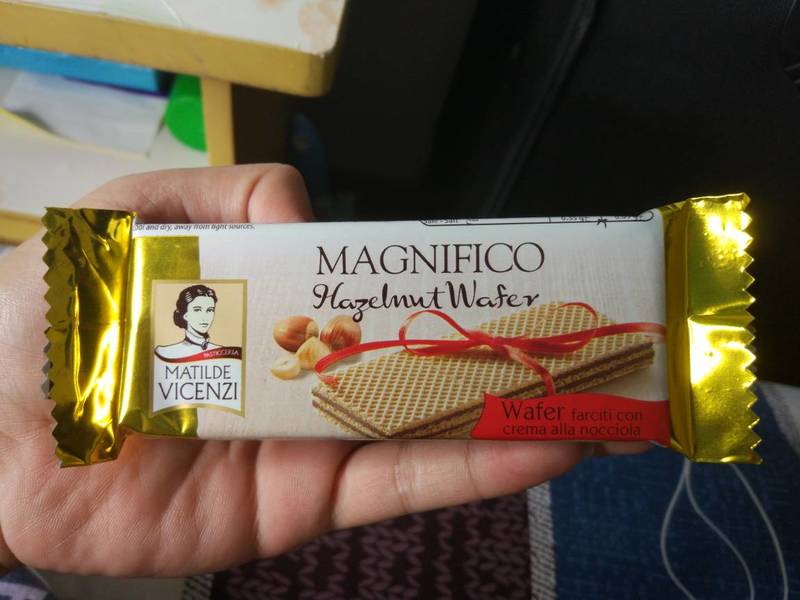 ool and dry, away from light sources.
MAGNIFICO
Hazelnut Wafer
PASTICCERIA
MATILDE
VICENZI
Wafer farciti con
crema alla nocciola